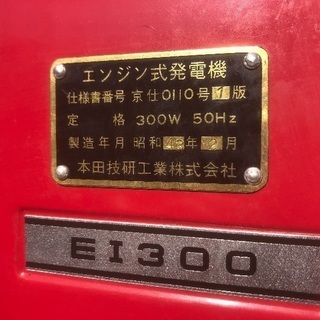 エンジン式発電機
仕様書番号 京仕0110号 版
定 格 300W 50Hz
製造年月 昭和 年 月
本田技研工業株式会社
EI300